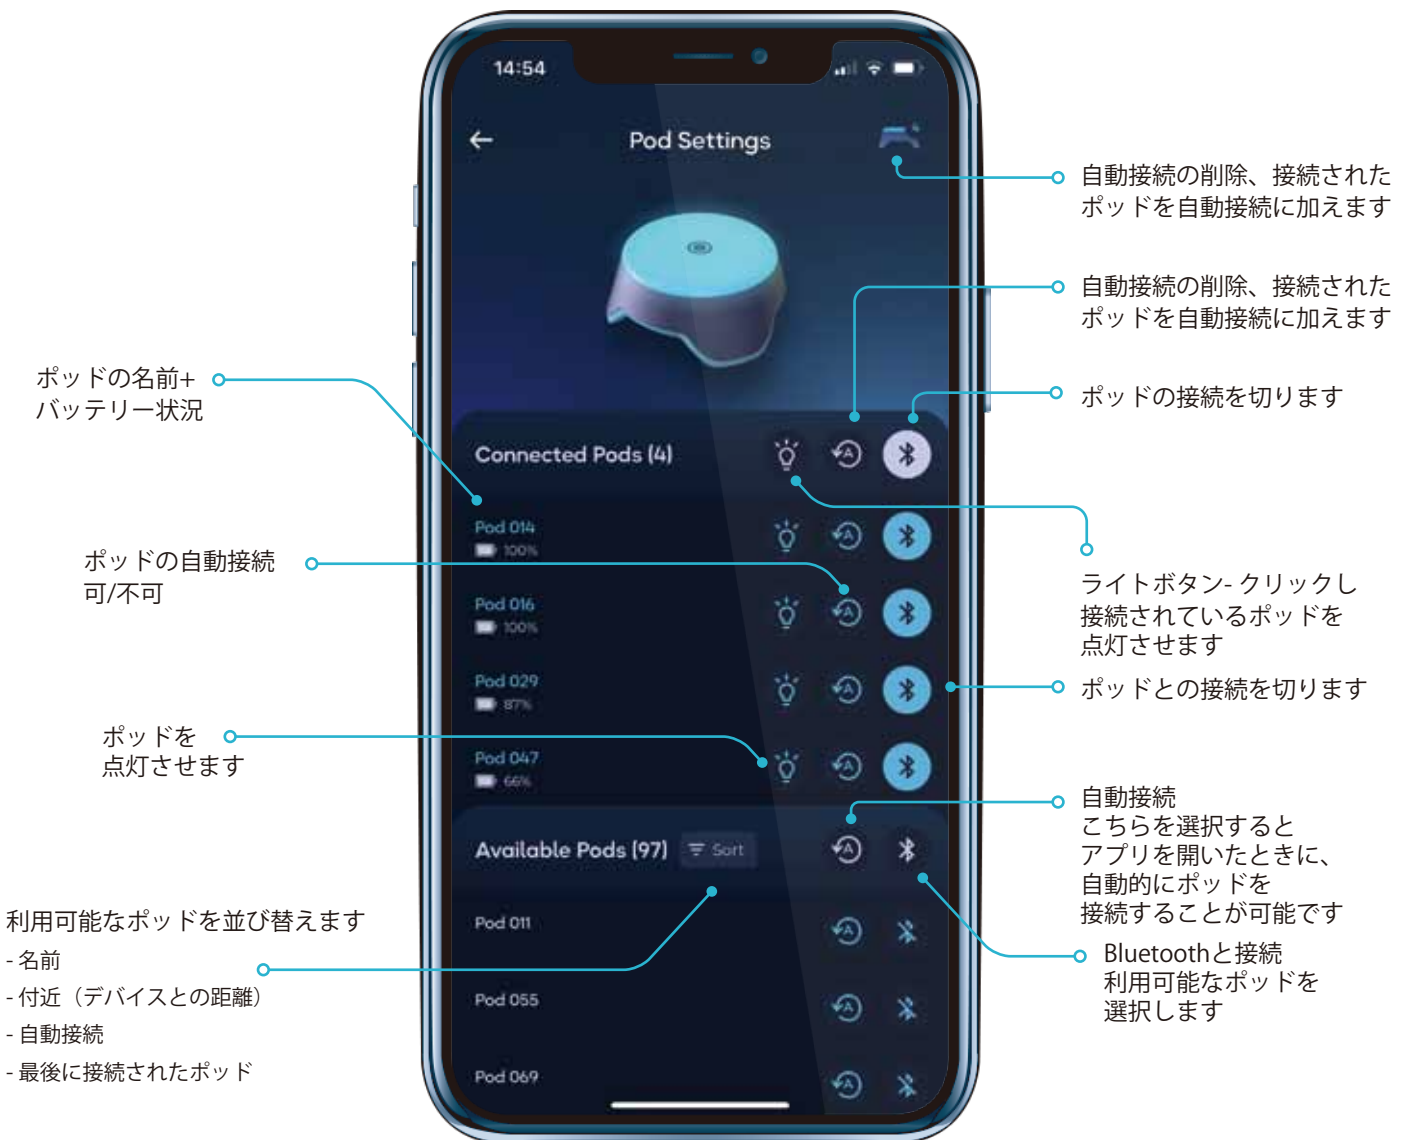 14:54
Pod Settings
自動接続の削除、接続された
ポッドを自動接続に加えます
自動接続の削除、接続された
ポッドを自動接続に加えます
ポッドの名前+
バッテリー状況
ポッドの接続を切ります
Connected Pods (4)
Pod 014
100%
ポッドの自動接続
可/不可
ライトボタン- クリックし
接続されているポッドを
点灯させます
Pod 016
100%
Pod 029
87%
ポッドとの接続を切ります
ポッドを
点灯させます
Pod 047
66%
自動接続
こちらを選択すると
アプリを開いたときに、
自動的にポッドを
接続することが可能です
Available Pods (97)
Sort
利用可能なポッドを並び替えます
- 名前
- 付近（デバイスとの距離）
- 自動接続
- 最後に接続されたポッド
Pod 011
Bluetoothと接続
利用可能なポッドを
選択します
Pod 055
Pod 069